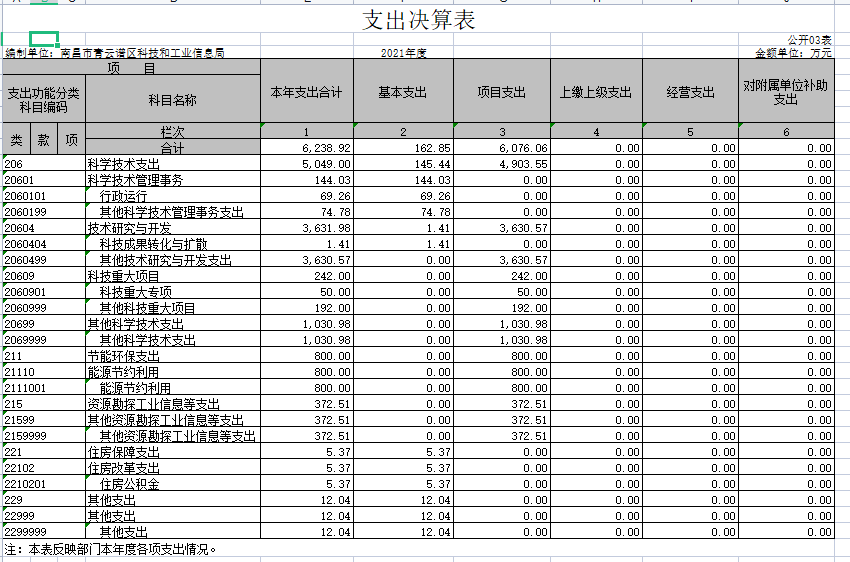 支出决算表
公开03表
编制单位：南昌市青云谱区科技和工业信息局 2021年度 金额单位：万元
项 目 本年支出合计 基本支出 项目支出 上缴上级支出 经营支出 对附属单位补助支出
支出功能分类科目编码 科目名称
类 款 项 栏次 1 2 3 4 5 6
合计 6,238.92 162.85 6,076.06 0.00 0.00 0.00
206 科学技术支出 5,049.00 145.44 4,903.55 0.00 0.00 0.00
20601 科学技术管理事务 144.03 144.03 0.00 0.00 0.00 0.00
2060101 行政运行 69.26 69.26 0.00 0.00 0.00 0.00
2060199 其他科学技术管理事务支出 74.78 74.78 0.00 0.00 0.00 0.00
20604 技术研究与开发 3,631.98 1.41 3,630.57 0.00 0.00 0.00
2060404 科技成果转化与扩散 1.41 1.41 0.00 0.00 0.00 0.00
2060499 其他技术研究与开发支出 3,630.57 0.00 3,630.57 0.00 0.00 0.00
20609 科技重大项目 242.00 0.00 242.00 0.00 0.00 0.00
2060901 科技重大专项 50.00 0.00 50.00 0.00 0.00 0.00
2060999 其他科技重大项目 192.00 0.00 192.00 0.00 0.00 0.00
20699 其他科学技术支出 1,030.98 0.00 1,030.98 0.00 0.00 0.00
2069999 其他科学技术支出 1,030.98 0.00 1,030.98 0.00 0.00 0.00
211 节能环保支出 800.00 0.00 800.00 0.00 0.00 0.00
21110 能源节约利用 800.00 0.00 800.00 0.00 0.00 0.00
2111001 能源节约利用 800.00 0.00 800.00 0.00 0.00 0.00
215 资源勘探工业信息等支出 372.51 0.00 372.51 0.00 0.00 0.00
21599 其他资源勘探工业信息等支出 372.51 0.00 372.51 0.00 0.00 0.00
2159999 其他资源勘探工业信息等支出 372.51 0.00 372.51 0.00 0.00 0.00
221 住房保障支出 5.37 5.37 0.00 0.00 0.00 0.00
22102 住房改革支出 5.37 5.37 0.00 0.00 0.00 0.00
2210201 住房公积金 5.37 5.37 0.00 0.00 0.00 0.00
229 其他支出 12.04 12.04 0.00 0.00 0.00 0.00
22999 其他支出 12.04 12.04 0.00 0.00 0.00 0.00
2299999 其他支出 12.04 12.04 0.00 0.00 0.00 0.00
注：本表反映部门本年度各项支出情况。